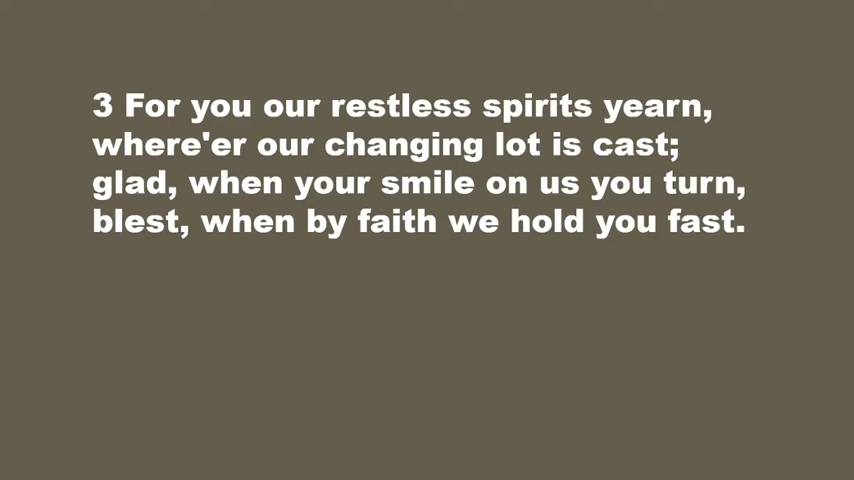 3 For you our restless spirits yearn,
where'er our changing lot is cast;
glad, when your smile on us you turn,
blest, when by faith we hold you fast.